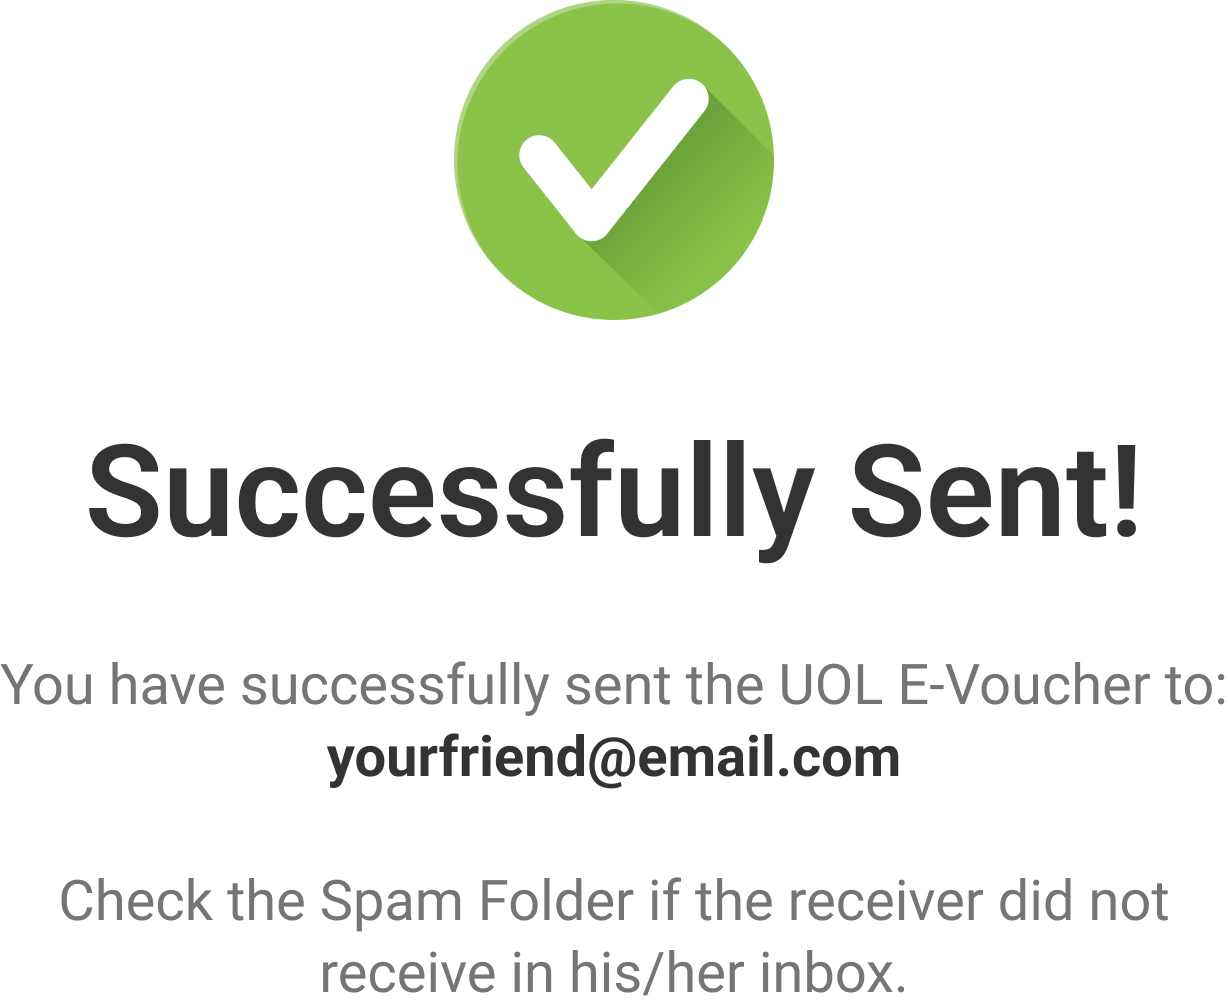 Successfully Sent!
You have successfully sent the UOL E-Voucher to:
yourfriend@email.com
Check the Spam Folder if the receiver did not
receive in his/her inbox.